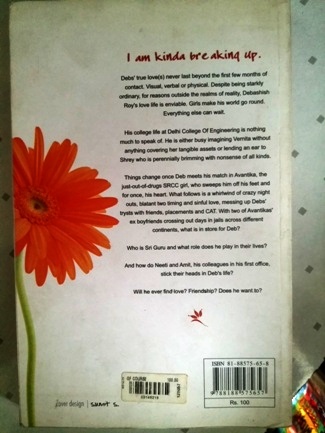 I am kinda breaking up.
Debs' true love(s) never last beyond the first few months of
contact. Visual, verbal or physical. Despite being starkly
ordinary, for reasons outside the realms of reality, Debashish
Roy's love life is enviable. Girls make his world go round.
Everything else can wait.
His college life at Delhi College Of Engineering is nothing
much to speak of. He is either busy imagining Vernita without
anything covering her tangible assets or lending an ear to
Shrey who is perennially brimming with nonsense of all kinds.
Things change once Deb meets his match in Avantika, the
just-out-of-drugs SRCC girl, who sweeps him off his feet and
for once, his heart. What follows is a whirlwind of crazy night
outs, blatant two timing and sinful love, messing up Debs'
trysts with friends, placements and CAT. With two of Avantikas'
ex boyfriends crossing out days in jails across different
continents, what is in store for Deb?
Who is Sri Guru and what role does he play in their lives?
And how do Neeti and Amit, his colleagues in his first office,
stick their heads in Deb's life?
Will he ever find love? Friendship? Does he want to?
ISBN 81-88575-65-8
9 788188 575657
Rs. 100
OF COURSE
cover design | SHANT S.